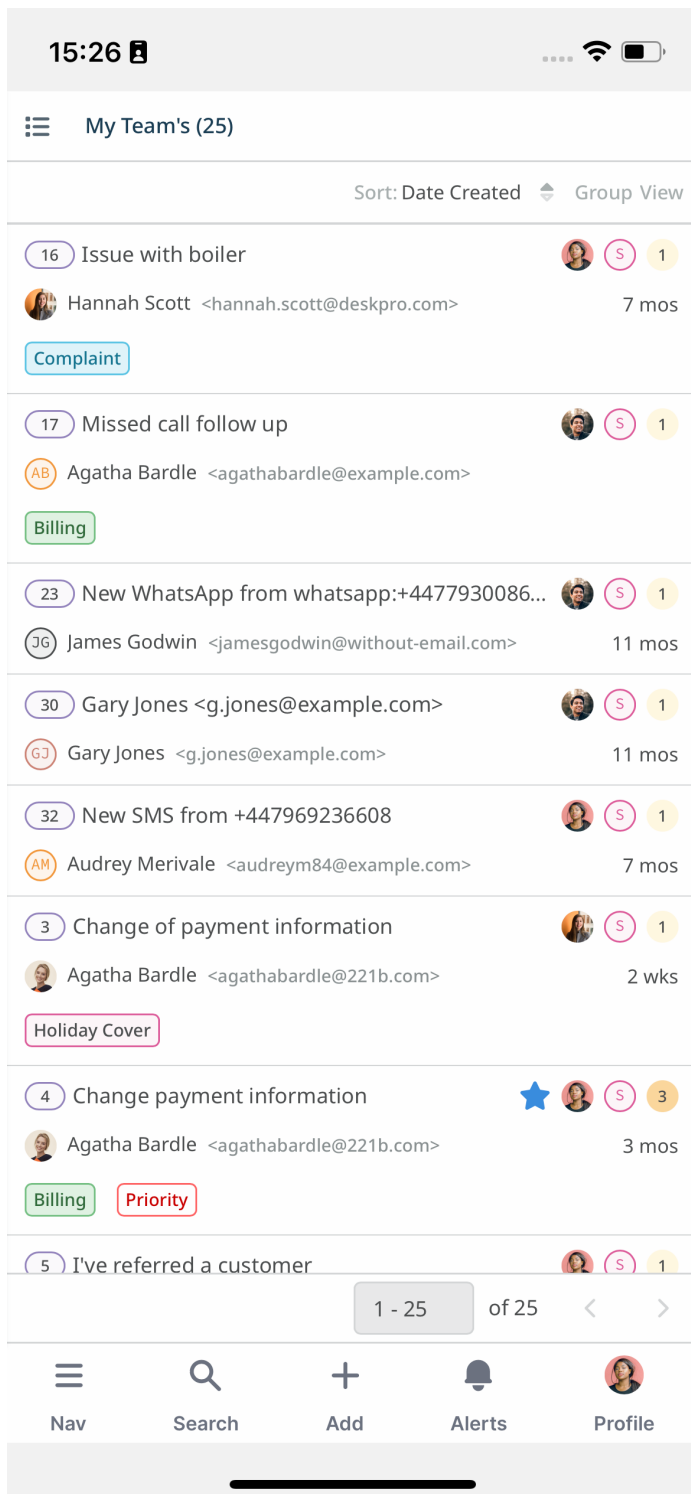 15:26
My Team's (25)
Sort: Date Created Group View
16 Issue with boiler S 1
Hannah Scott <hannah.scott@deskpro.com> 7 mos
Complaint
17 Missed call follow up S 1
AB Agatha Bardle <agathabardle@example.com>
Billing
23 New WhatsApp from whatsapp:+4477930086... S 1
JG James Godwin <jamesgodwin@without-email.com> 11 mos
30 Gary Jones <g.jones@example.com> S 1
GJ Gary Jones <g.jones@example.com> 11 mos
32 New SMS from +447969236608 S 1
AM Audrey Merivale <audreym84@example.com> 7 mos
3 Change of payment information S 1
Agatha Bardle <agathabardle@221b.com> 2 wks
Holiday Cover
4 Change payment information S 3
Agatha Bardle <agathabardle@221b.com> 3 mos
Billing Priority
5 I've referred a customer S 1
1 - 25 of 25
Nav Search Add Alerts Profile